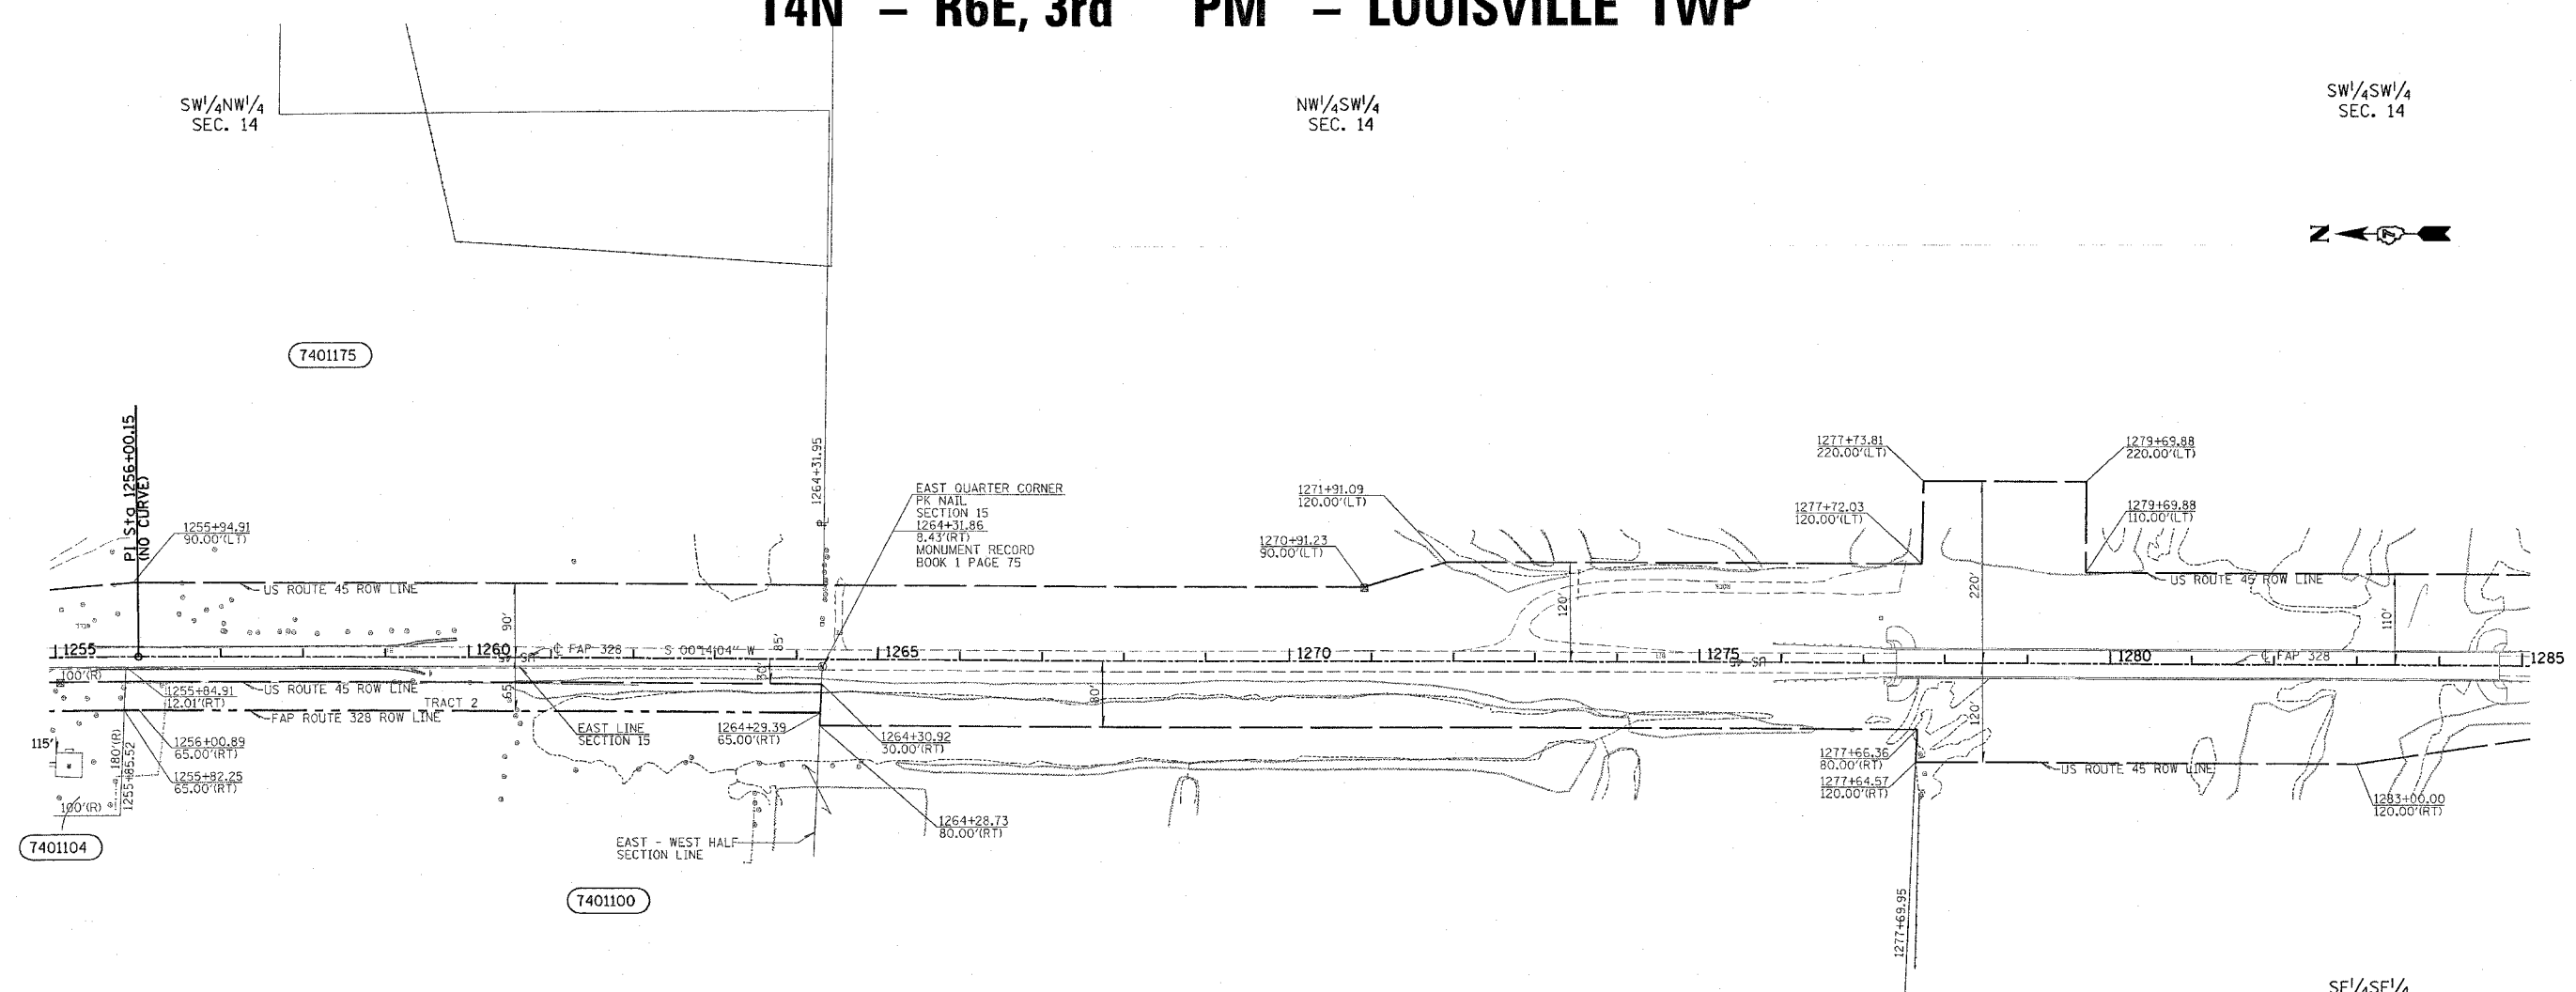 T4N – R6E, 3rd PM – LOUISVILLE TWP
SW1/4NW1/4
SEC. 14
NW1/4SW1/4
SEC. 14
SW1/4SW1/4
SEC. 14
N
7401175
PI Sta 1256+00.15
(NO CURVE)
1255+94.91
90.00'(LT)
1264+31.95
EAST QUARTER CORNER
PK NAIL
SECTION 15
1264+31.86
8.43'(RT)
MONUMENT RECORD
BOOK 1 PAGE 75
1271+91.09
120.00'(LT)
1270+91.23
90.00'(LT)
1277+73.81
220.00'(LT)
1277+72.03
120.00'(LT)
1279+69.88
220.00'(LT)
1279+69.88
110.00'(LT)
US ROUTE 45 ROW LINE
US ROUTE 45 ROW LINE
90'
85'
120'
220'
110'
1255
1260
US 45
℄ FAP 328
S 00°14'04" W
1265
1270
1275
US 45
1280
℄ FAP 328
1285
100'(R)
1255+84.91
12.01'(RT)
US ROUTE 45 ROW LINE
TRACT 2
FAP ROUTE 328 ROW LINE
65'
30'
80'
120'
115'
180'(R)
1255+85.52
1256+00.89
65.00'(RT)
1255+82.25
65.00'(RT)
100'(R)
EAST LINE
SECTION 15
1264+29.39
65.00'(RT)
1264+30.92
30.00'(RT)
1264+28.73
80.00'(RT)
EAST - WEST HALF
SECTION LINE
1277+66.36
80.00'(RT)
1277+64.57
120.00'(RT)
US ROUTE 45 ROW LINE
1283+00.00
120.00'(RT)
7401104
7401100
1277+69.95
SE1/4SE1/4